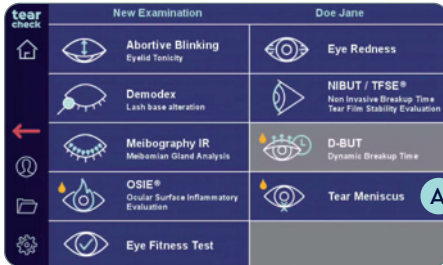 tear
check
New Examination
Doe Jane
Abortive Blinking
Eyelid Tonicity
Eye Redness
Demodex
Lash base alteration
NIBUT / TFSE®
Non Invasive Breakup Time
Tear Film Stability Evaluation
Meibography IR
Meibomian Gland Analysis
D-BUT
Dynamic Breakup Time
OSIE®
Ocular Surface Inflammatory
Evaluation
Tear Meniscus
A
Eye Fitness Test